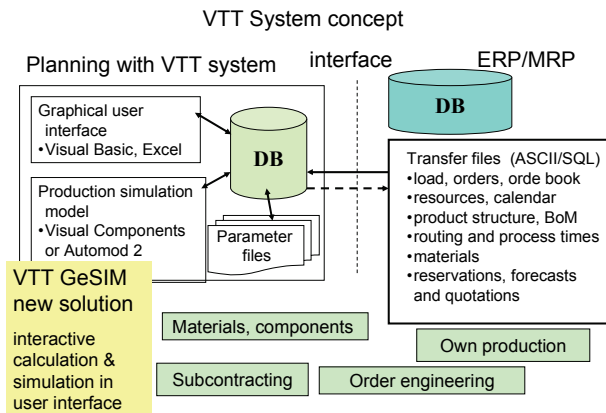 VTT System concept
Planning with VTT system
interface
ERP/MRP
Graphical user
interface
•Visual Basic, Excel
DB
DB
Production simulation
model
•Visual Components
or Automod 2
Parameter
files
Transfer files (ASCII/SQL)
•load, orders, orde book
•resources, calendar
•product structure, BoM
•routing and process times
•materials
•reservations, forecasts
and quotations
VTT GeSIM
new solution
interactive
calculation &
simulation in
user interface
Materials, components
Own production
Subcontracting
Order engineering